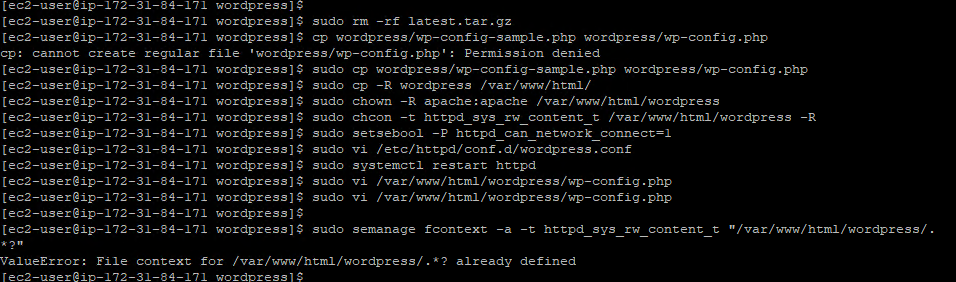 [ec2-user@ip-172-31-84-171 wordpress]$
[ec2-user@ip-172-31-84-171 wordpress]$ sudo rm -rf latest.tar.gz
[ec2-user@ip-172-31-84-171 wordpress]$ cp wordpress/wp-config-sample.php wordpress/wp-config.php
cp: cannot create regular file 'wordpress/wp-config.php': Permission denied
[ec2-user@ip-172-31-84-171 wordpress]$ sudo cp wordpress/wp-config-sample.php wordpress/wp-config.php
[ec2-user@ip-172-31-84-171 wordpress]$ sudo cp -R wordpress /var/www/html/
[ec2-user@ip-172-31-84-171 wordpress]$ sudo chown -R apache:apache /var/www/html/wordpress
[ec2-user@ip-172-31-84-171 wordpress]$ sudo chcon -t httpd_sys_rw_content_t /var/www/html/wordpress -R
[ec2-user@ip-172-31-84-171 wordpress]$ sudo setsebool -P httpd_can_network_connect=1
[ec2-user@ip-172-31-84-171 wordpress]$ sudo vi /etc/httpd/conf.d/wordpress.conf
[ec2-user@ip-172-31-84-171 wordpress]$ sudo systemctl restart httpd
[ec2-user@ip-172-31-84-171 wordpress]$ sudo vi /var/www/html/wordpress/wp-config.php
[ec2-user@ip-172-31-84-171 wordpress]$ sudo vi /var/www/html/wordpress/wp-config.php
[ec2-user@ip-172-31-84-171 wordpress]$
[ec2-user@ip-172-31-84-171 wordpress]$ sudo semanage fcontext -a -t httpd_sys_rw_content_t "/var/www/html/wordpress/.
*?"
ValueError: File context for /var/www/html/wordpress/.*? already defined
[ec2-user@ip-172-31-84-171 wordpress]$